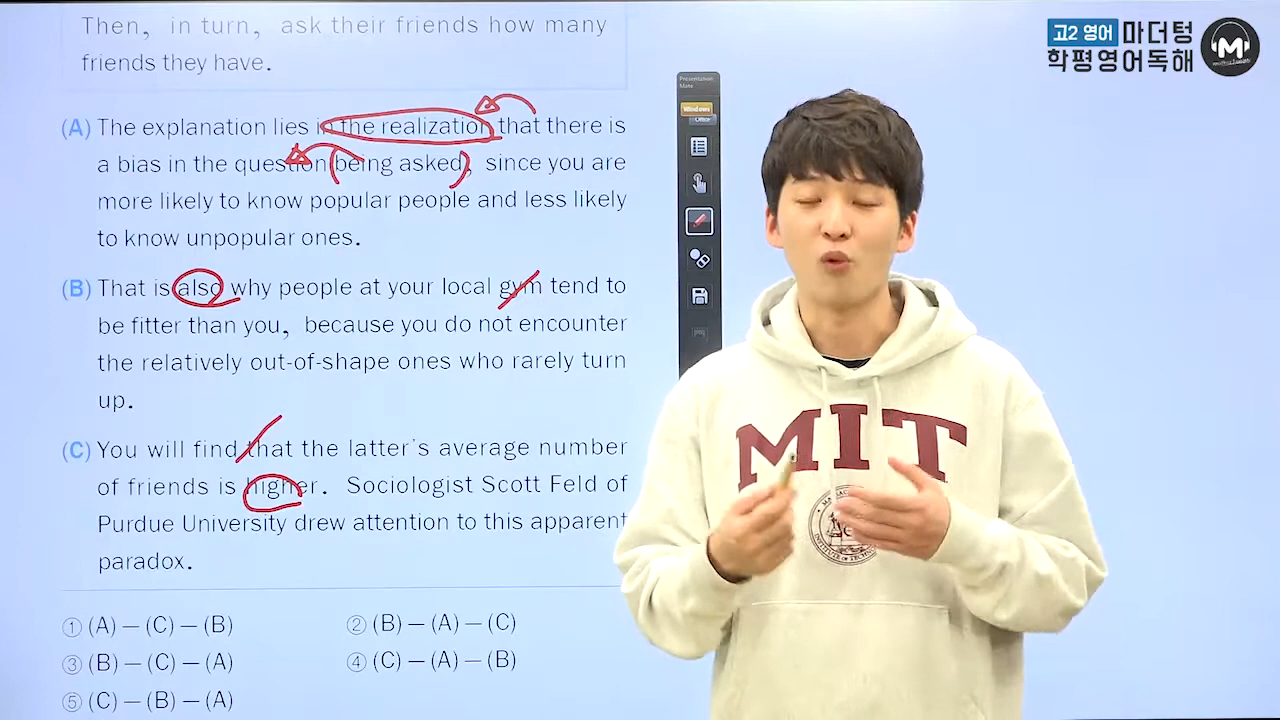 Then, in turn, ask their friends how many
friends they have.
고2 영어 마더텅
학평영어독해
M
Presentation
Mate
Windows
Office
(A) The explanation lies in the realization that there is
a bias in the question being asked, since you are
more likely to know popular people and less likely
to know unpopular ones.
(B) That is also why people at your local gym tend to
be fitter than you, because you do not encounter
the relatively out-of-shape ones who rarely turn
up.
(C) You will find that the latter's average number
of friends is higher. Sociologist Scott Feld of
Purdue University drew attention to this apparent
paradox.
① (A) – (C) – (B)
② (B) – (A) – (C)
③ (B) – (C) – (A)
④ (C) – (A) – (B)
⑤ (C) – (B) – (A)
MIT